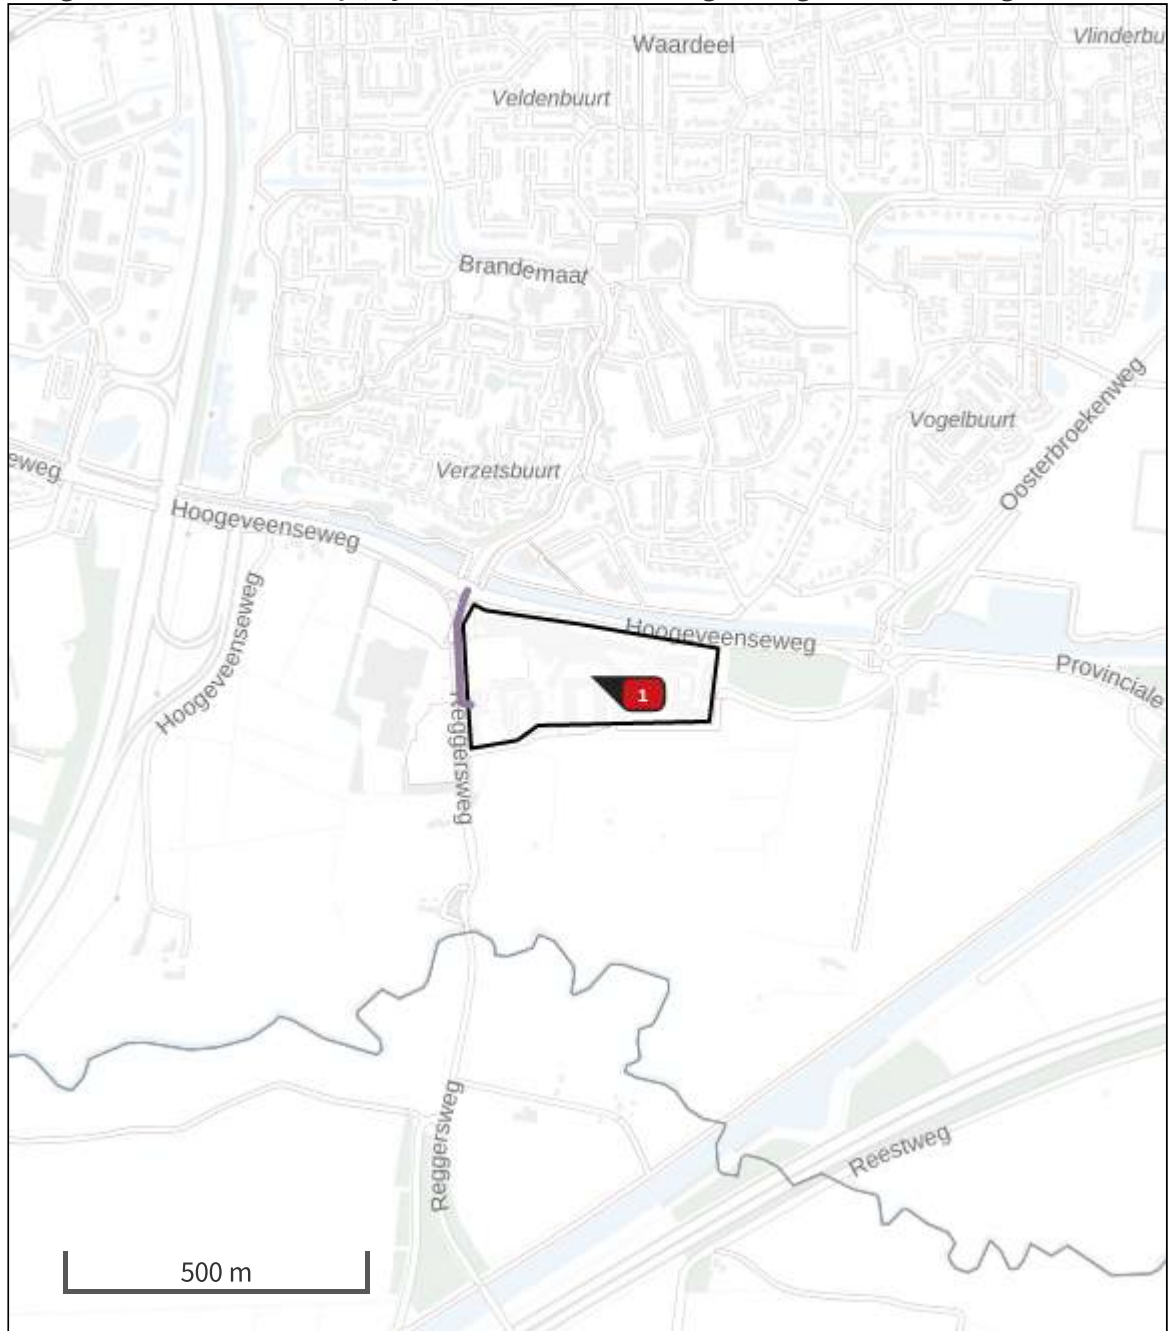 Waardeel
Vlinderbu
Veldenbuurt
Brandemaat
Vogelbuurt
Oosterbroekenweg
eweg
Verzetsbuurt
Hoogeveenseweg
Hoogeveenseweg
Hoogeveenseweg
Provinciale
1
Reggersweg
Reggersweg
Reestweg
500 m